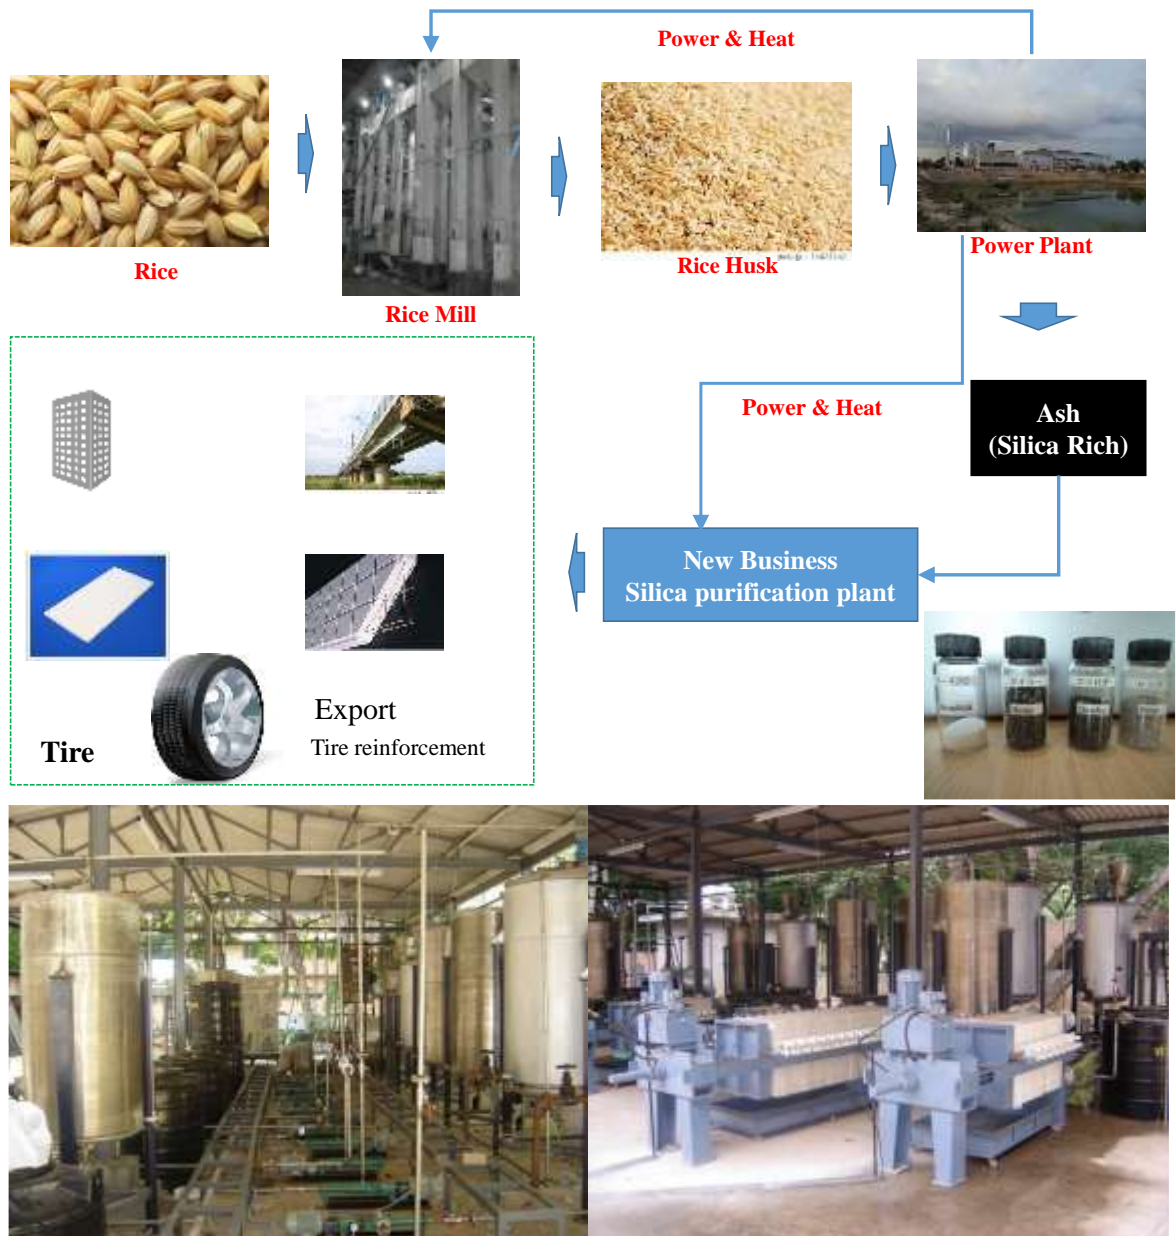 Power & Heat
Rice
Rice Mill
Rice Husk
Power Plant
Power & Heat
Ash
(Silica Rich)
New Business
Silica purification plant
Export
Tire
Tire reinforcement